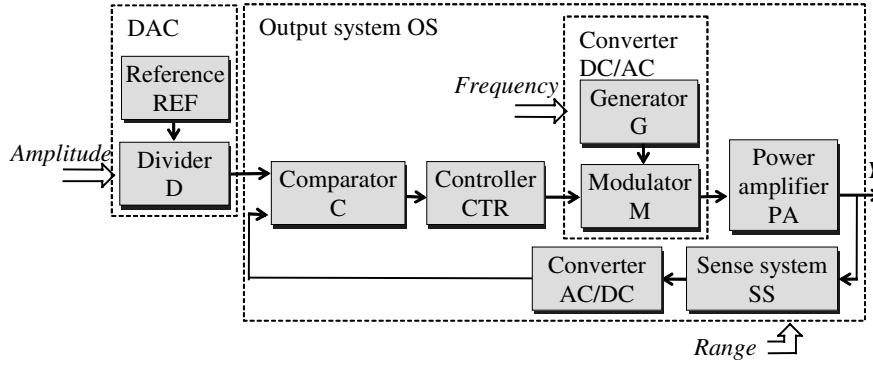 DAC
Output system OS
Reference
REF
Converter
DC/AC
Frequency
Generator
G
Amplitude
Divider
D
Comparator
C
Controller
CTR
Modulator
M
Power
amplifier
PA
Y
Converter
AC/DC
Sense system
SS
Range